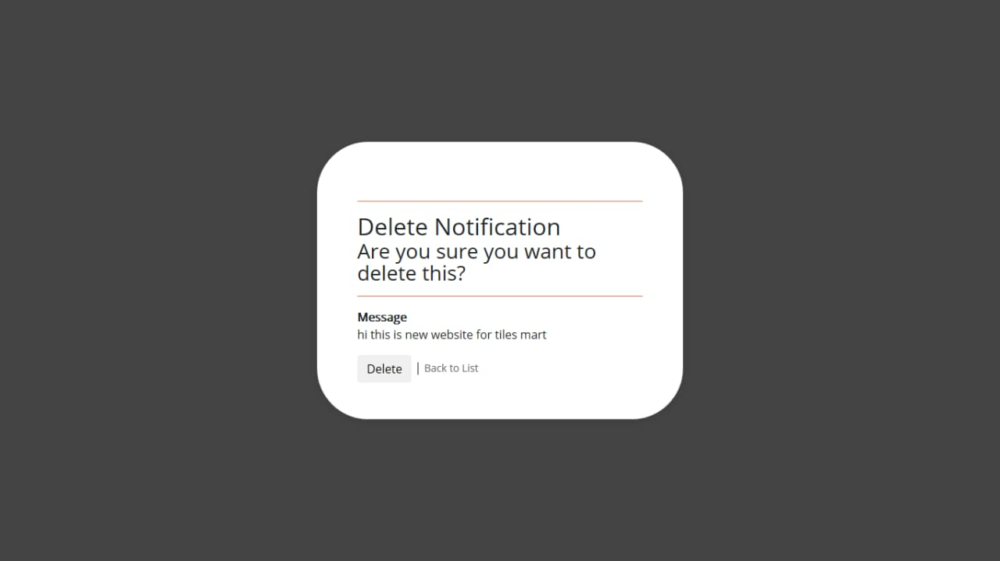 Delete Notification
Are you sure you want to
delete this?
Message
hi this is new website for tiles mart
Delete | Back to List